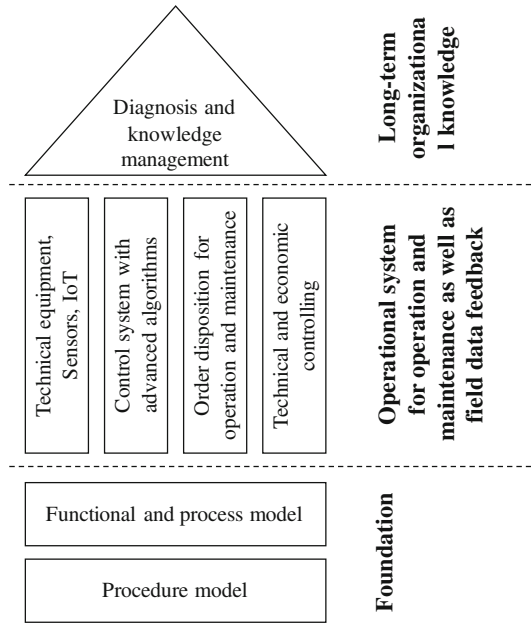 Diagnosis and
knowledge
management
Long-term
organizationa
l knowledge
Technical equipment,
Sensors, IoT
Control system with
advanced algorithms
Order disposition for
operation and maintenance
Technical and economic
controlling
Operational system
for operation and
maintenance as well as
field data feedback
Functional and process model
Procedure model
Foundation